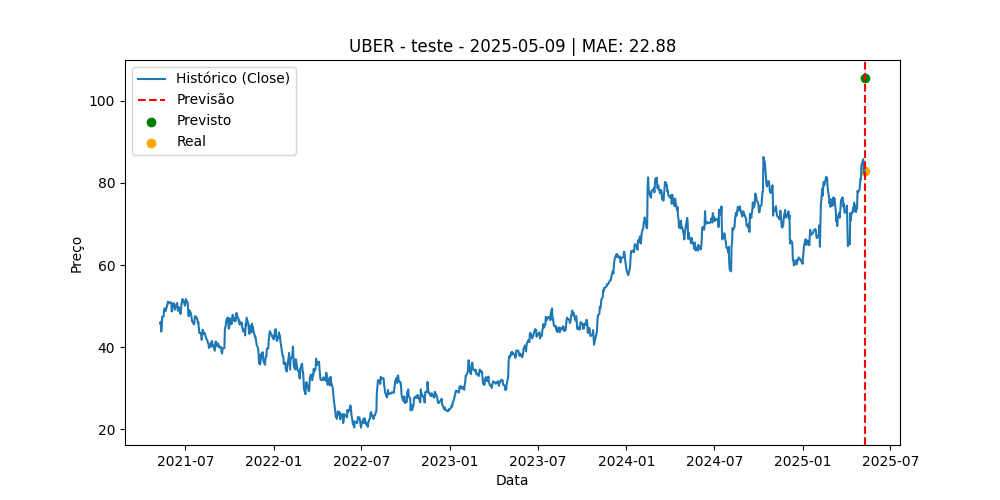 UBER - teste - 2025-05-09 | MAE: 22.88
Histórico (Close)
Previsão
Previsto
Real
Preço
100
80
60
40
20
2021-07
2022-01
2022-07
2023-01
2023-07
2024-01
2024-07
2025-01
2025-07
Data